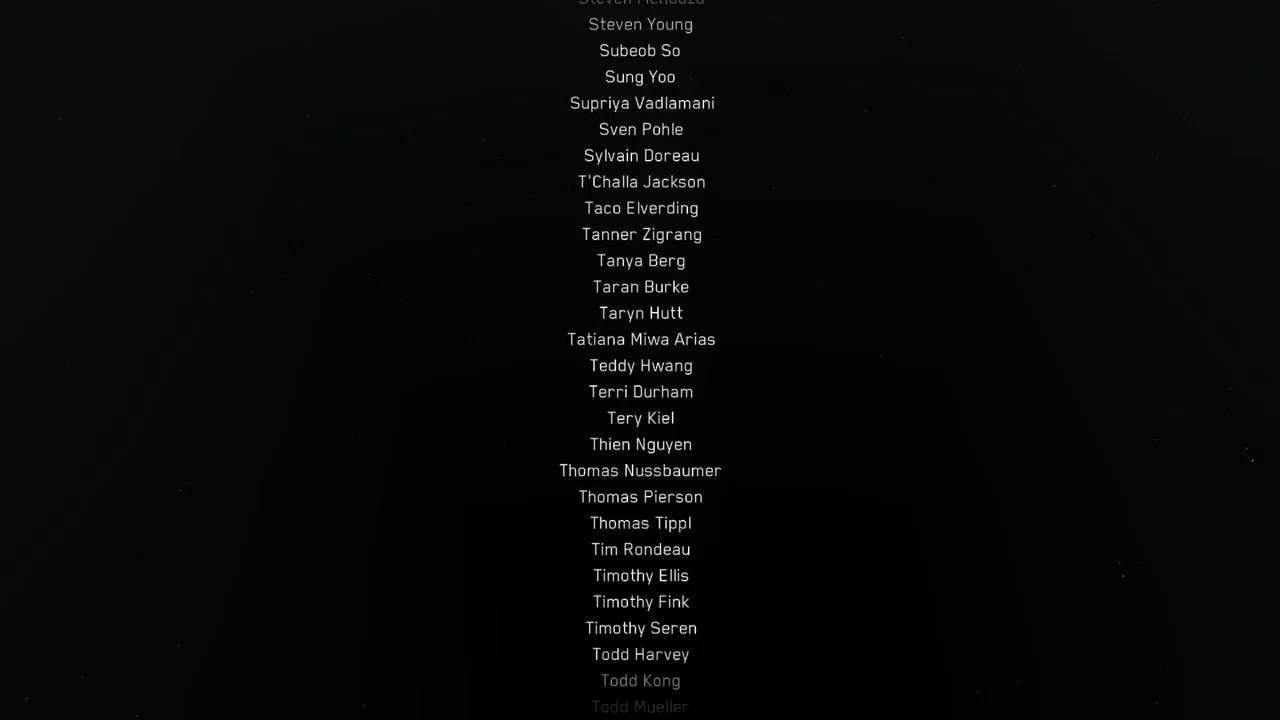 Steven Mendoza
Steven Young
Subeob So
Sung Yoo
Supriya Vadlamani
Sven Pohle
Sylvain Doreau
T'Challa Jackson
Taco Elverding
Tanner Zigrang
Tanya Berg
Taran Burke
Taryn Hutt
Tatiana Miwa Arias
Teddy Hwang
Terri Durham
Tery Kiel
Thien Nguyen
Thomas Nussbaumer
Thomas Pierson
Thomas Tippl
Tim Rondeau
Timothy Ellis
Timothy Fink
Timothy Seren
Todd Harvey
Todd Kong
Todd Mueller